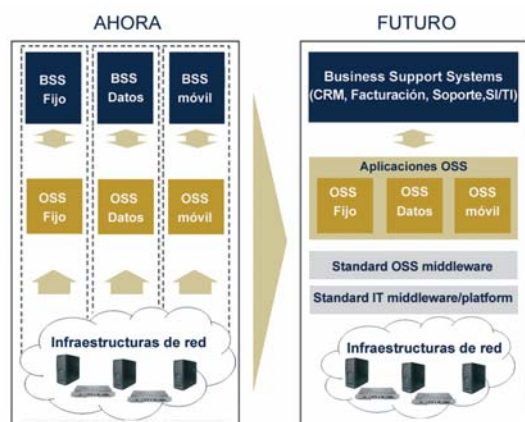 AHORA
BSS
Fijo
BSS
Datos
BSS
móvil
OSS
Fijo
OSS
Datos
OSS
móvil
Infraestructuras de red
FUTURO
Business Support Systems
(CRM, Facturación, Soporte,SI/TI)
Aplicaciones OSS
OSS
Fijo
OSS
Datos
OSS
móvil
Standard OSS middleware
Standard IT middleware/platform
Infraestructuras de red